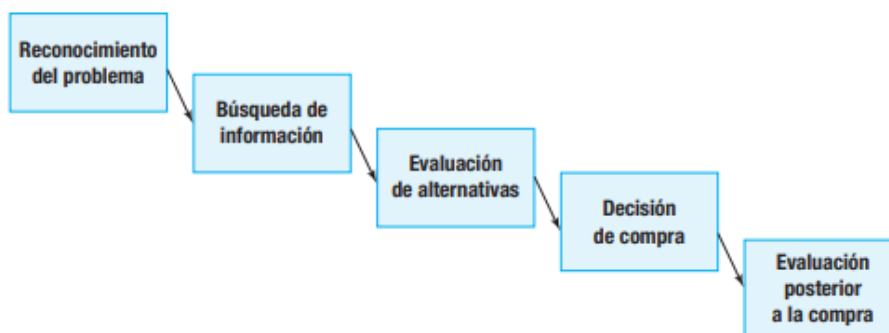 Reconocimiento
del problema
Búsqueda de
información
Evaluación
de alternativas
Decisión
de compra
Evaluación
posterior
a la compra